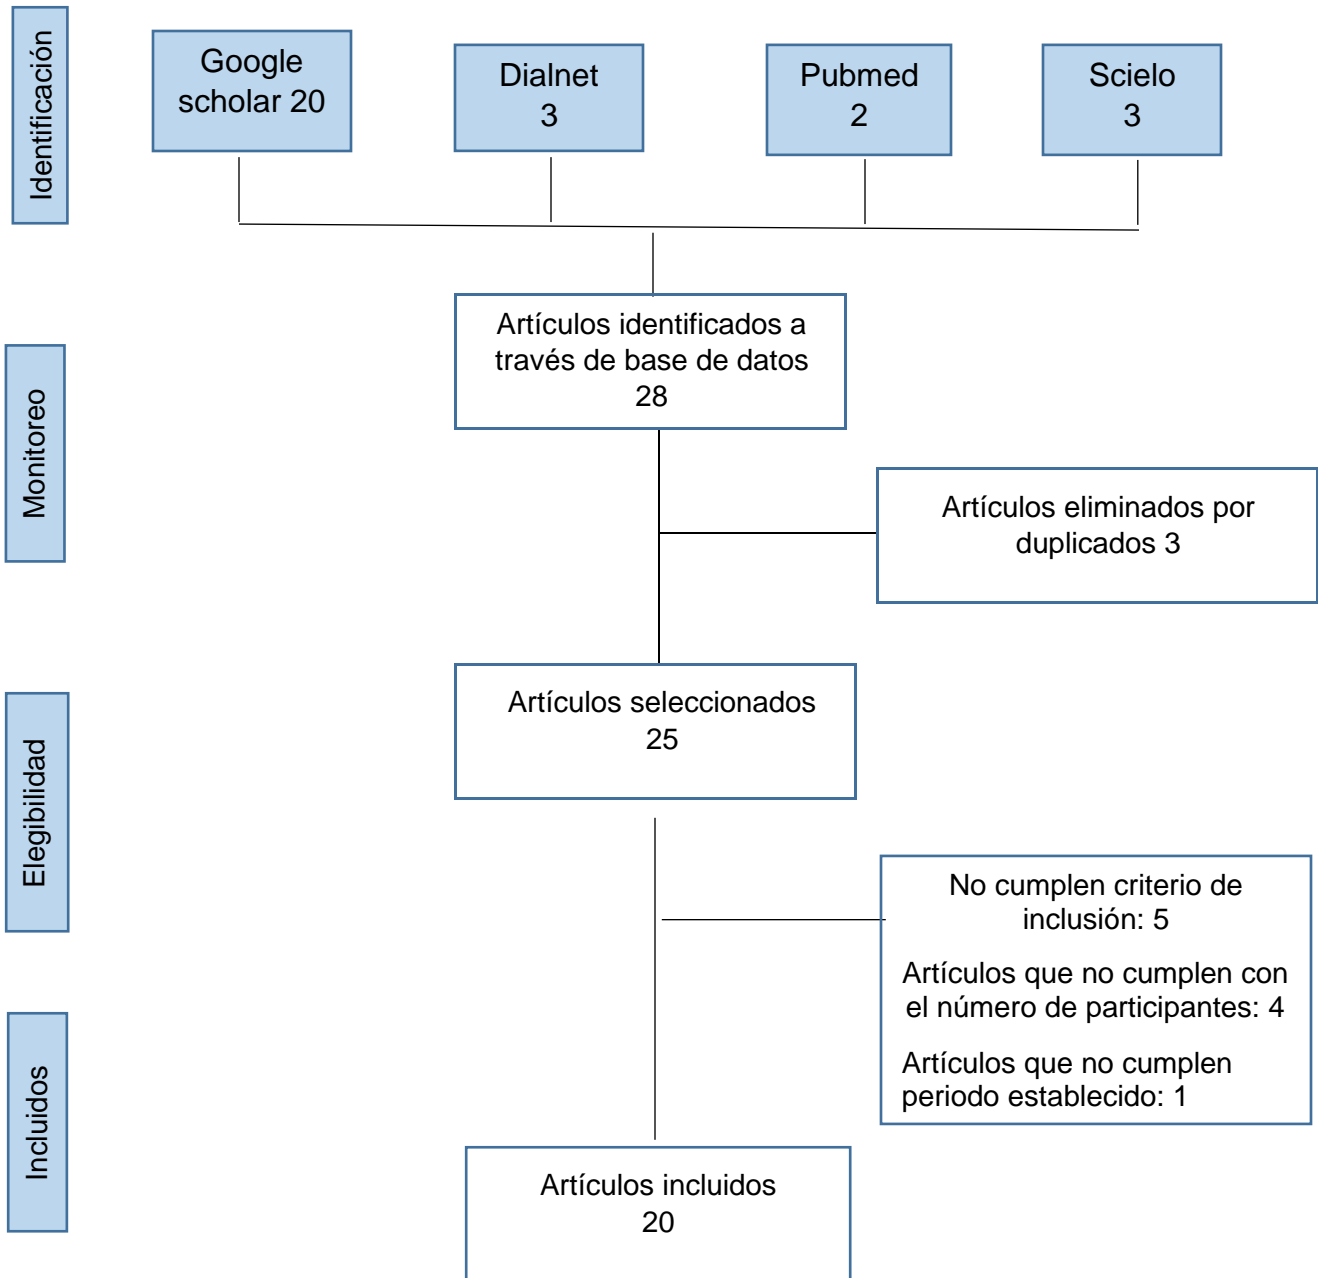 Identificación
Google
scholar 20
Dialnet
3
Pubmed
2
Scielo
3
Monitoreo
Artículos identificados a
través de base de datos
28
Artículos eliminados por
duplicados 3
Elegibilidad
Artículos seleccionados
25
No cumplen criterio de
inclusión: 5
Artículos que no cumplen con
el número de participantes: 4
Artículos que no cumplen
periodo establecido: 1
Incluidos
Artículos incluidos
20